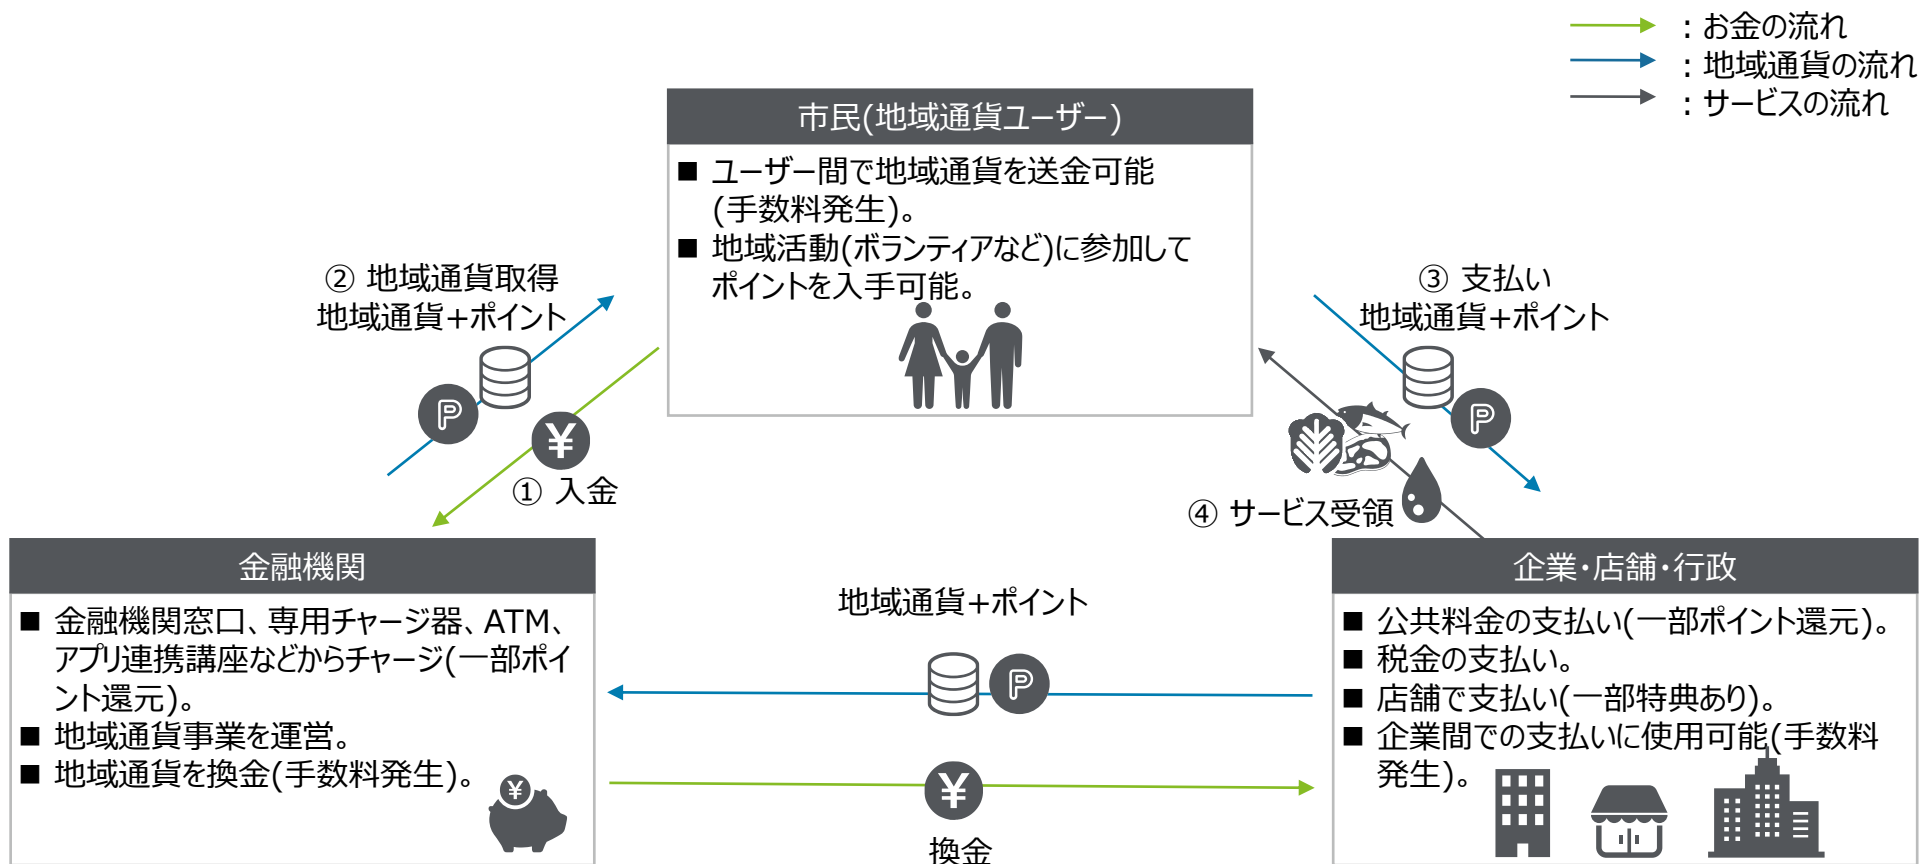 ：お金の流れ
：地域通貨の流れ
：サービスの流れ
市民(地域通貨ユーザー)
■ ユーザー間で地域通貨を送金可能
(手数料発生)。
■ 地域活動(ボランティアなど)に参加して
ポイントを入手可能。
② 地域通貨取得
地域通貨+ポイント
P
¥
① 入金
③ 支払い
地域通貨+ポイント
P
④ サービス受領
金融機関
■ 金融機関窓口、専用チャージ器、ATM、
アプリ連携講座などからチャージ(一部ポイ
ント還元)。
■ 地域通貨事業を運営。
■ 地域通貨を換金(手数料発生)。
¥
地域通貨+ポイント
P
¥
換金
企業・店舗・行政
■ 公共料金の支払い(一部ポイント還元)。
■ 税金の支払い。
■ 店舗で支払い(一部特典あり)。
■ 企業間での支払いに使用可能(手数料
発生)。